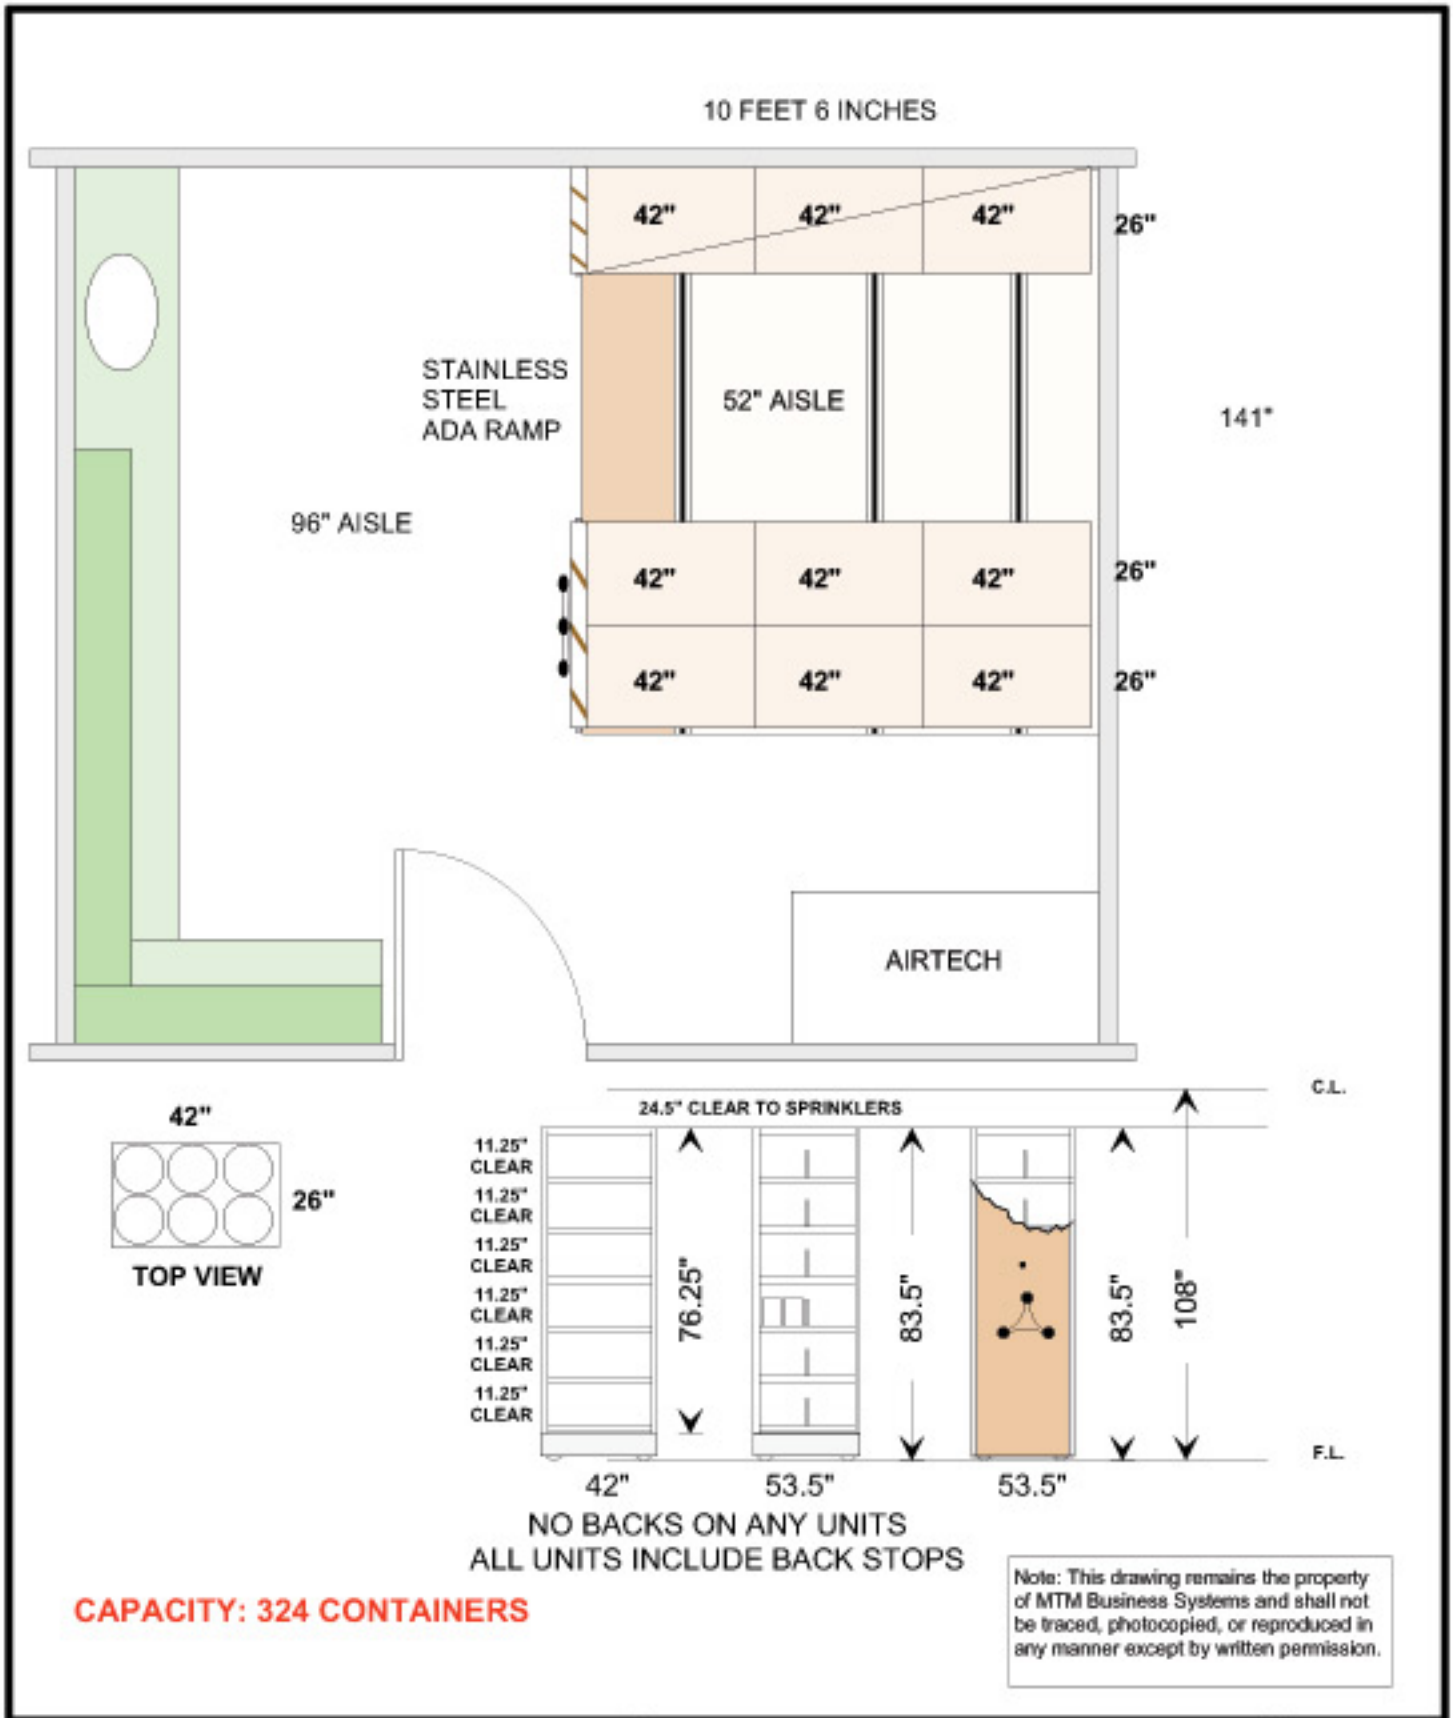 10 FEET 6 INCHES
42" 42" 42" 26"
STAINLESS
STEEL
ADA RAMP
52" AISLE
141"
96" AISLE
42" 42" 42" 26"
42" 42" 42" 26"
AIRTECH
C.L.
24.5" CLEAR TO SPRINKLERS
42"
26"
TOP VIEW
11.25"
CLEAR
11.25"
CLEAR
11.25"
CLEAR
11.25"
CLEAR
11.25"
CLEAR
11.25"
CLEAR
76.25"
83.5"
83.5"
108"
F.L.
42" 53.5" 53.5"
NO BACKS ON ANY UNITS
ALL UNITS INCLUDE BACK STOPS
CAPACITY: 324 CONTAINERS
Note: This drawing remains the property
of MTM Business Systems and shall not
be traced, photocopied, or reproduced in
any manner except by written permission.